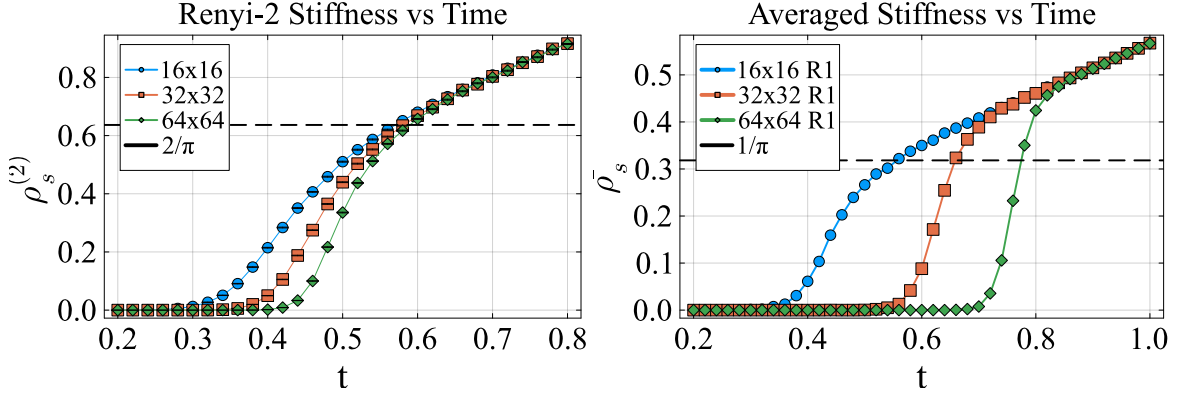 Renyi-2 Stiffness vs Time
ρ_s^(2)
0.8
0.6
0.4
0.2
0.0
16x16
32x32
64x64
2/π
0.2 0.3 0.4 0.5 0.6 0.7 0.8
t
Averaged Stiffness vs Time
ρ̄_s
0.5
0.4
0.3
0.2
0.1
0.0
16x16 R1
32x32 R1
64x64 R1
1/π
0.2 0.4 0.6 0.8 1.0
t